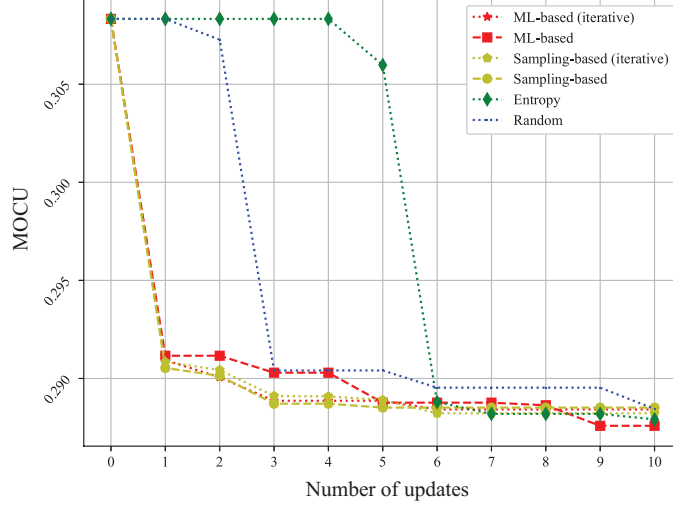 ML-based (iterative)
ML-based
Sampling-based (iterative)
Sampling-based
Entropy
Random
0.305
0.300
0.295
0.290
MOCU
0 1 2 3 4 5 6 7 8 9 10
Number of updates